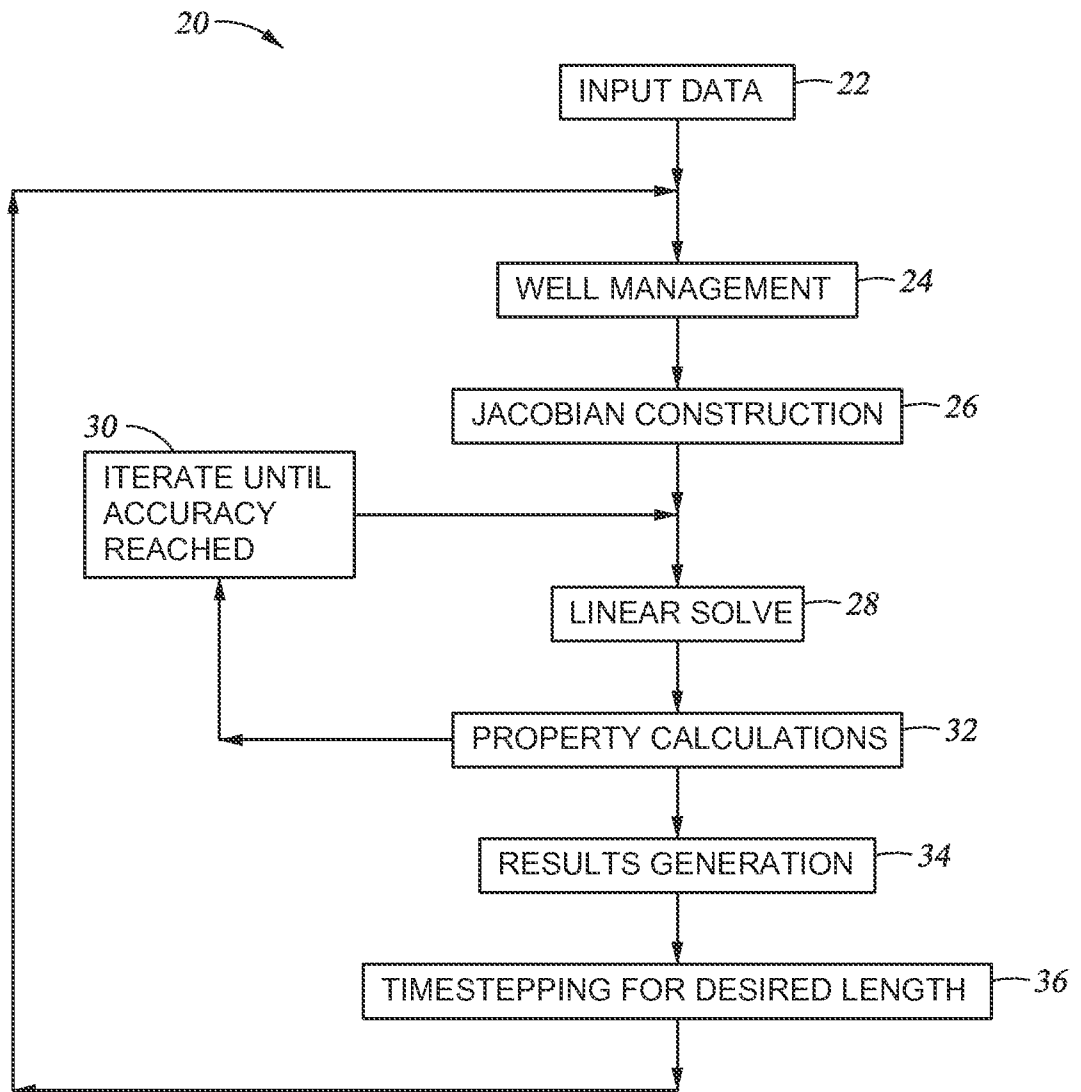 20
INPUT DATA
22
WELL MANAGEMENT
24
JACOBIAN CONSTRUCTION
26
30
ITERATE UNTIL
ACCURACY
REACHED
LINEAR SOLVE
28
PROPERTY CALCULATIONS
32
RESULTS GENERATION
34
TIMESTEPPING FOR DESIRED LENGTH
36